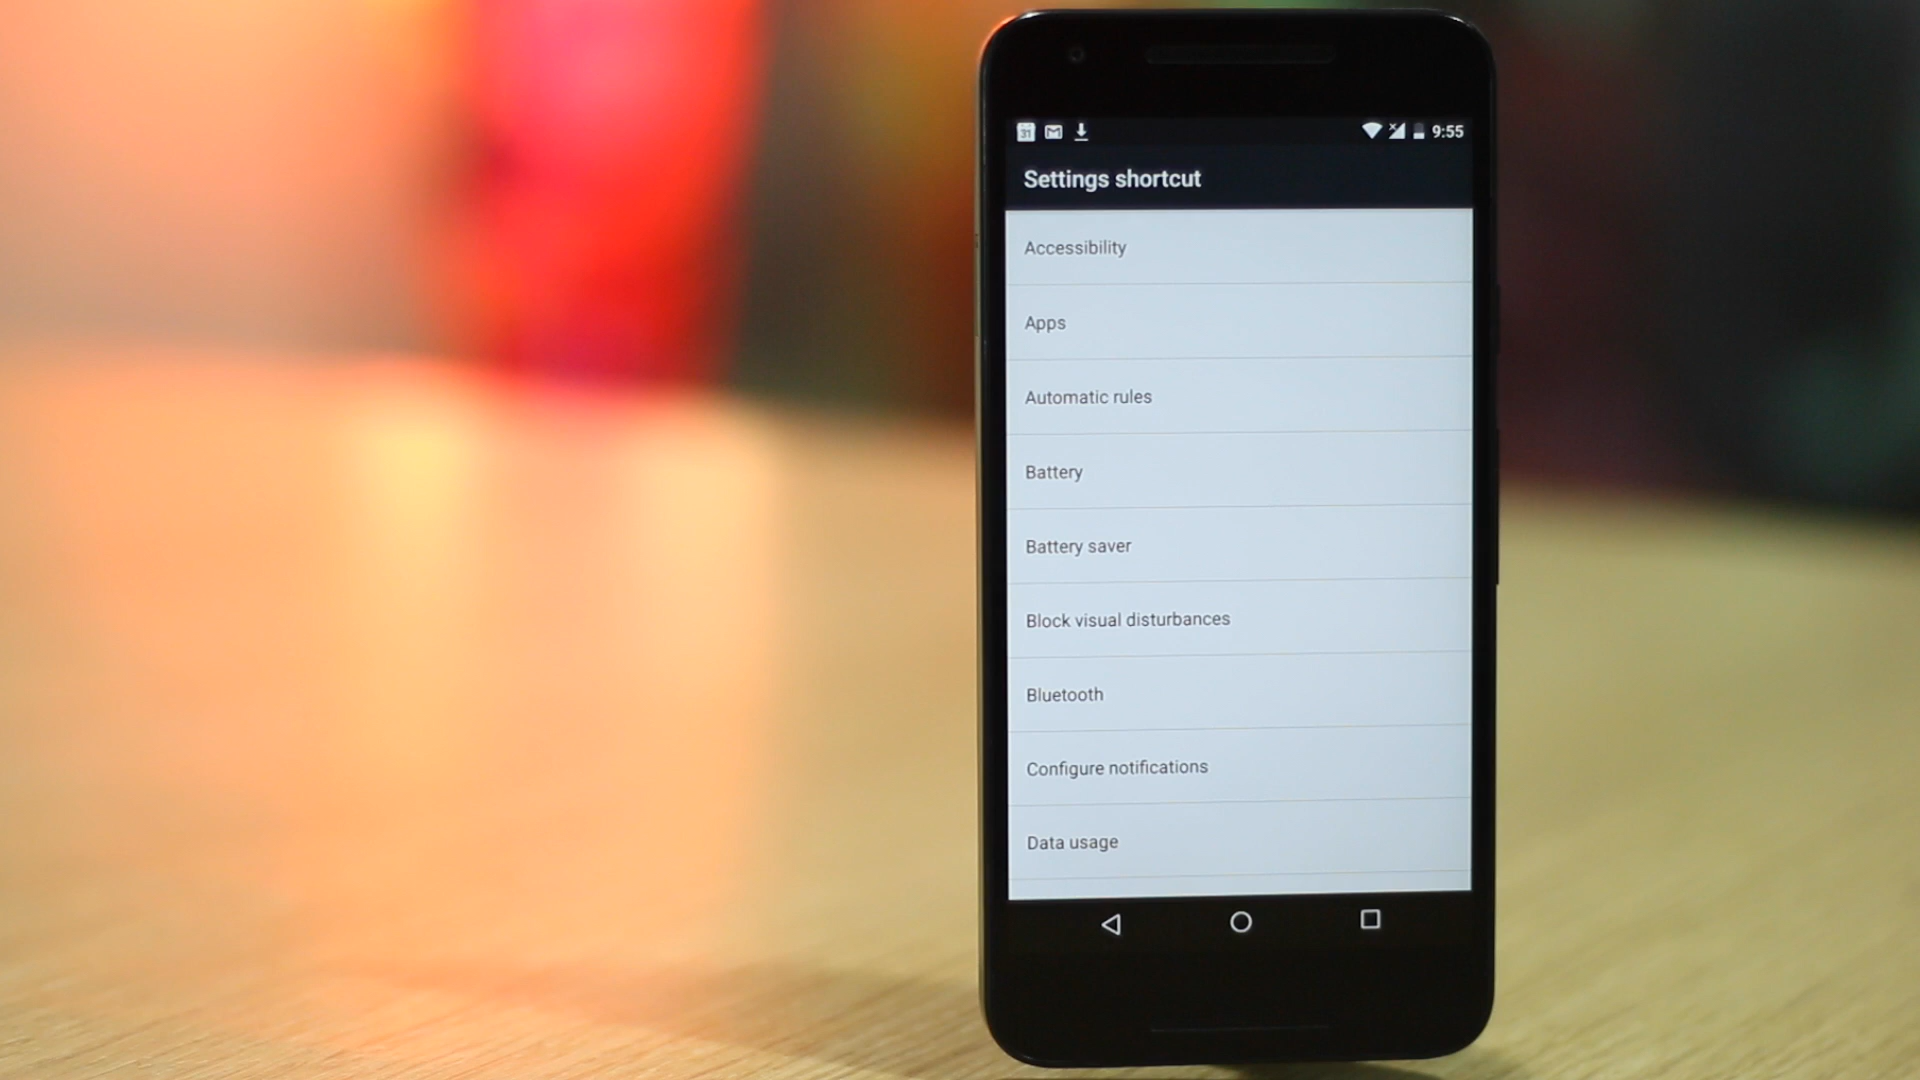 31
9:55
Settings shortcut
Accessibility
Apps
Automatic rules
Battery
Battery saver
Block visual disturbances
Bluetooth
Configure notifications
Data usage